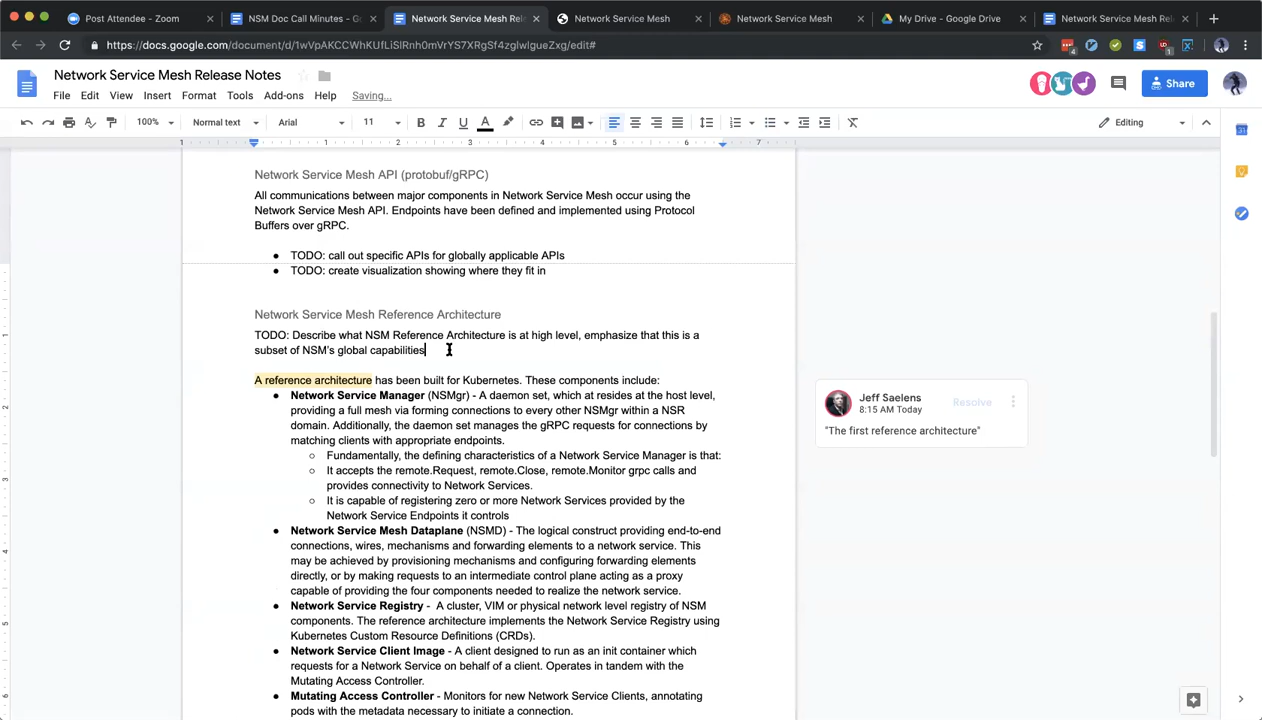 Post Attendee - Zoom
NSM Doc Call Minutes - G
Network Service Mesh Rele
Network Service Mesh
Network Service Mesh
My Drive - Google Drive
Network Service Mesh Rel
https://docs.google.com/document/d/1wVpAKCCWhKUfLiSlRnh0mVrYS7XRgSf4zglwlgueZxg/edit#
Network Service Mesh Release Notes
File Edit View Insert Format Tools Add-ons Help Saving...
Share
100% Normal text Arial 11 B I U A Editing
1 1 2 3 4 5 6 7
Network Service Mesh API (protobuf/gRPC)
All communications between major components in Network Service Mesh occur using the
Network Service Mesh API. Endpoints have been defined and implemented using Protocol
Buffers over gRPC.
● TODO: call out specific APIs for globally applicable APIs
● TODO: create visualization showing where they fit in
Network Service Mesh Reference Architecture
TODO: Describe what NSM Reference Architecture is at high level, emphasize that this is a
subset of NSM's global capabilities
A reference architecture has been built for Kubernetes. These components include:
● Network Service Manager (NSMgr) - A daemon set, which at resides at the host level,
providing a full mesh via forming connections to every other NSMgr within a NSR
domain. Additionally, the daemon set manages the gRPC requests for connections by
matching clients with appropriate endpoints.
○ Fundamentally, the defining characteristics of a Network Service Manager is that:
○ It accepts the remote.Request, remote.Close, remote.Monitor grpc calls and
provides connectivity to Network Services.
○ It is capable of registering zero or more Network Services provided by the
Network Service Endpoints it controls
● Network Service Mesh Dataplane (NSMD) - The logical construct providing end-to-end
connections, wires, mechanisms and forwarding elements to a network service. This
may be achieved by provisioning mechanisms and configuring forwarding elements
directly, or by making requests to an intermediate control plane acting as a proxy
capable of providing the four components needed to realize the network service.
● Network Service Registry - A cluster, VIM or physical network level registry of NSM
components. The reference architecture implements the Network Service Registry using
Kubernetes Custom Resource Definitions (CRDs).
● Network Service Client Image - A client designed to run as an init container which
requests for a Network Service on behalf of a client. Operates in tandem with the
Mutating Access Controller.
● Mutating Access Controller - Monitors for new Network Service Clients, annotating
pods with the metadata necessary to initiate a connection.
Jeff Saelens
8:15 AM Today
Resolve
"The first reference architecture"